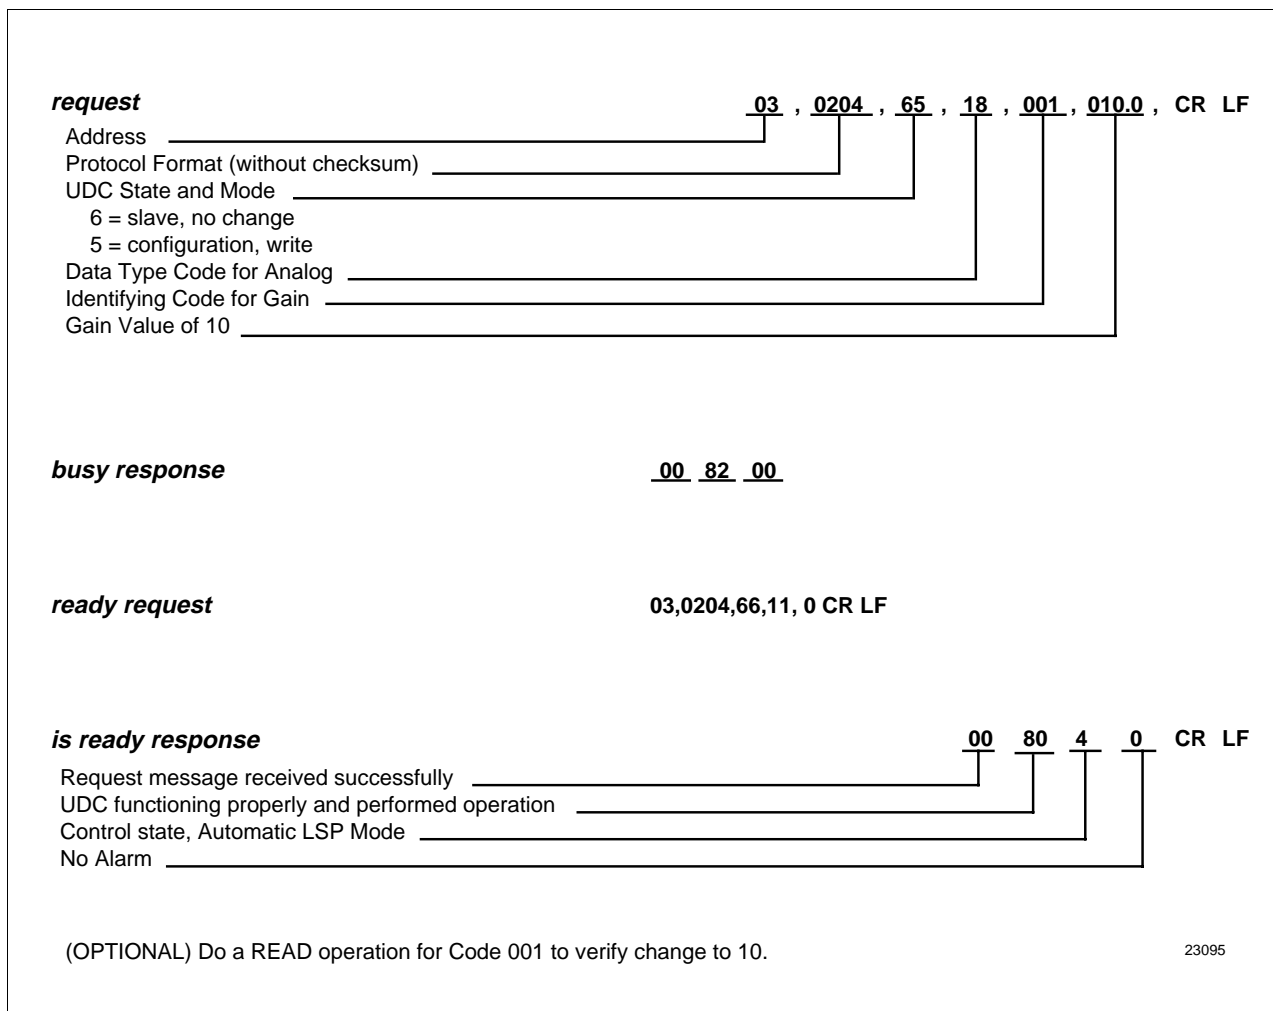 request 03 , 0204 , 65 , 18 , 001 , 010.0 , CR LF
Address
Protocol Format (without checksum)
UDC State and Mode
6 = slave, no change
5 = configuration, write
Data Type Code for Analog
Identifying Code for Gain
Gain Value of 10
busy response 00 82 00
ready request 03,0204,66,11, 0 CR LF
is ready response 00 80 4 0 CR LF
Request message received successfully
UDC functioning properly and performed operation
Control state, Automatic LSP Mode
No Alarm
(OPTIONAL) Do a READ operation for Code 001 to verify change to 10. 23095